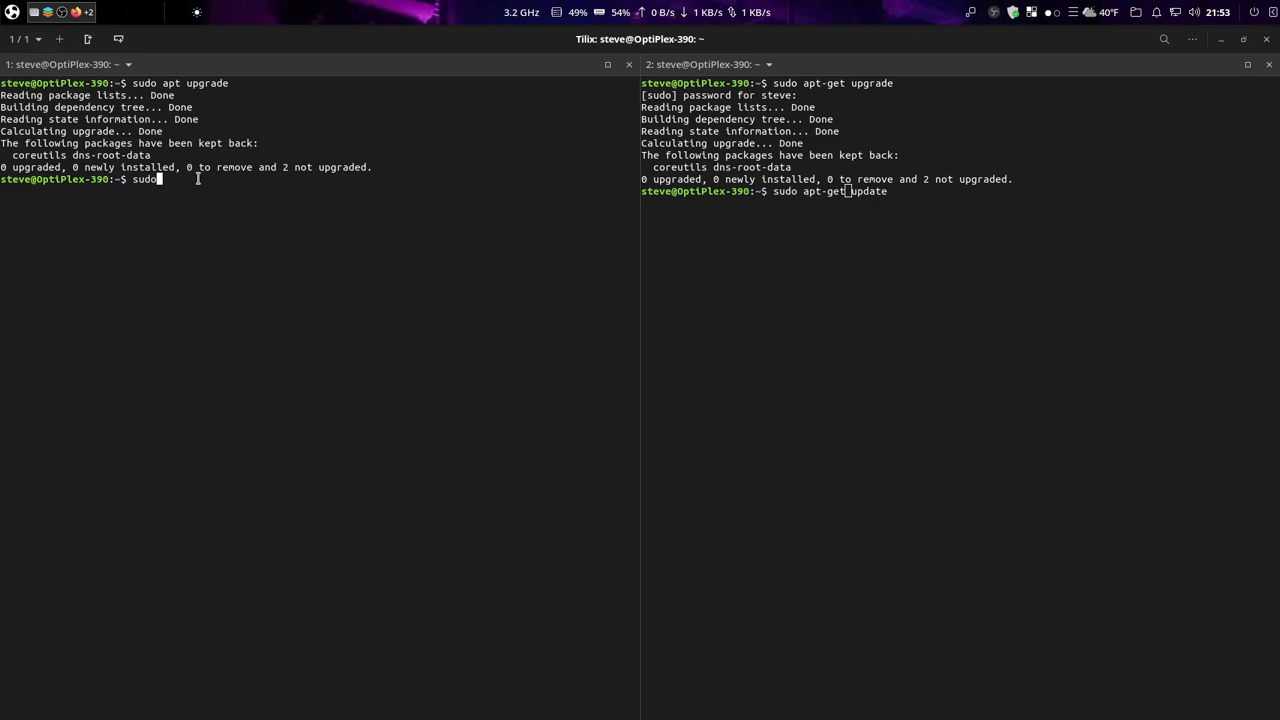 3.2 GHz 49% 54% ↑ 0 B/s ↓ 1 KB/s 1 KB/s 40°F 21:53
+2
1 / 1 Tilix: steve@OptiPlex-390: ~
1: steve@OptiPlex-390: ~
steve@OptiPlex-390:~$ sudo apt upgrade
Reading package lists... Done
Building dependency tree... Done
Reading state information... Done
Calculating upgrade... Done
The following packages have been kept back:
  coreutils dns-root-data
0 upgraded, 0 newly installed, 0 to remove and 2 not upgraded.
steve@OptiPlex-390:~$ sudo
2: steve@OptiPlex-390: ~
steve@OptiPlex-390:~$ sudo apt-get upgrade
[sudo] password for steve:
Reading package lists... Done
Building dependency tree... Done
Reading state information... Done
Calculating upgrade... Done
The following packages have been kept back:
  coreutils dns-root-data
0 upgraded, 0 newly installed, 0 to remove and 2 not upgraded.
steve@OptiPlex-390:~$ sudo apt-get update